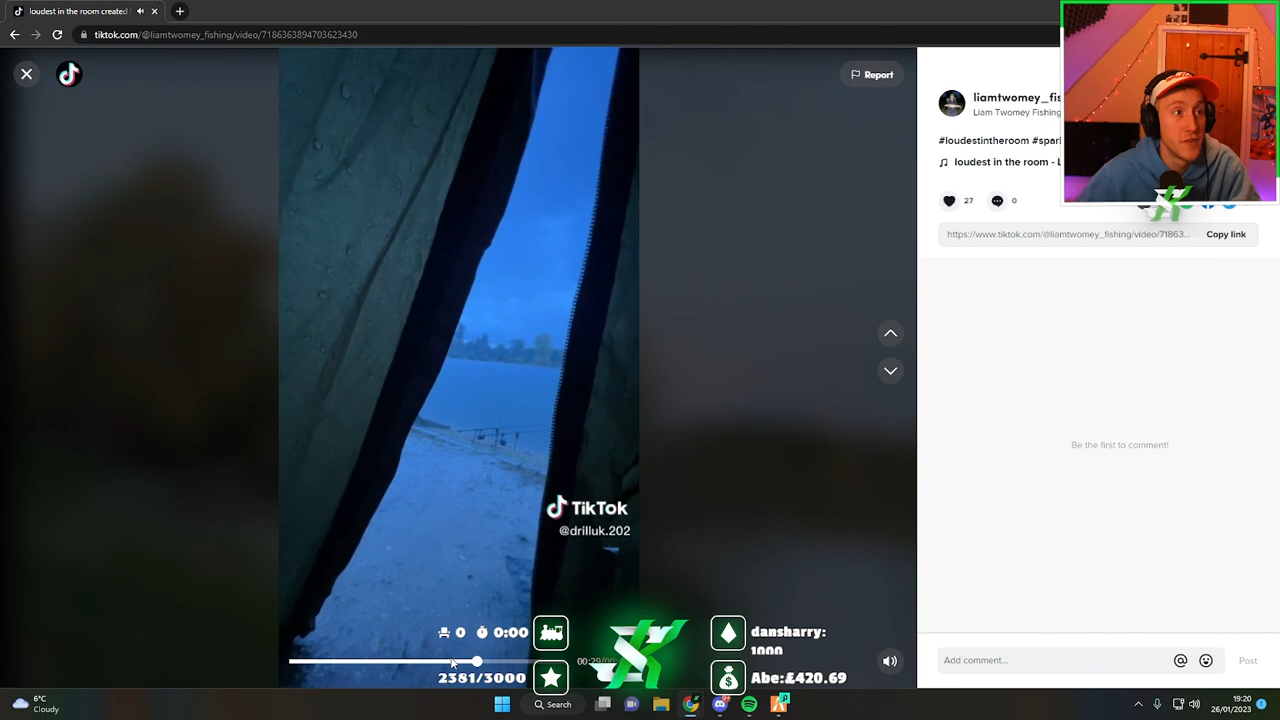 loudest in the room created
tiktok.com/@liamtwomey_fishing/video/7186363894703623430
Report
liamtwomey_fis
Liam Twomey Fishing
#loudestintheroom #spar
loudest in the room - L
27
0
https://www.tiktok.com/@liamtwomey_fishing/video/71863...
Copy link
Be the first to comment!
TikTok
@drilluk.202
0
0:00
dansharry:
1000
00:29/00:
2381/3000
Abe:£420.69
Add comment...
Post
6°C
Cloudy
Search
19:20
26/01/2023